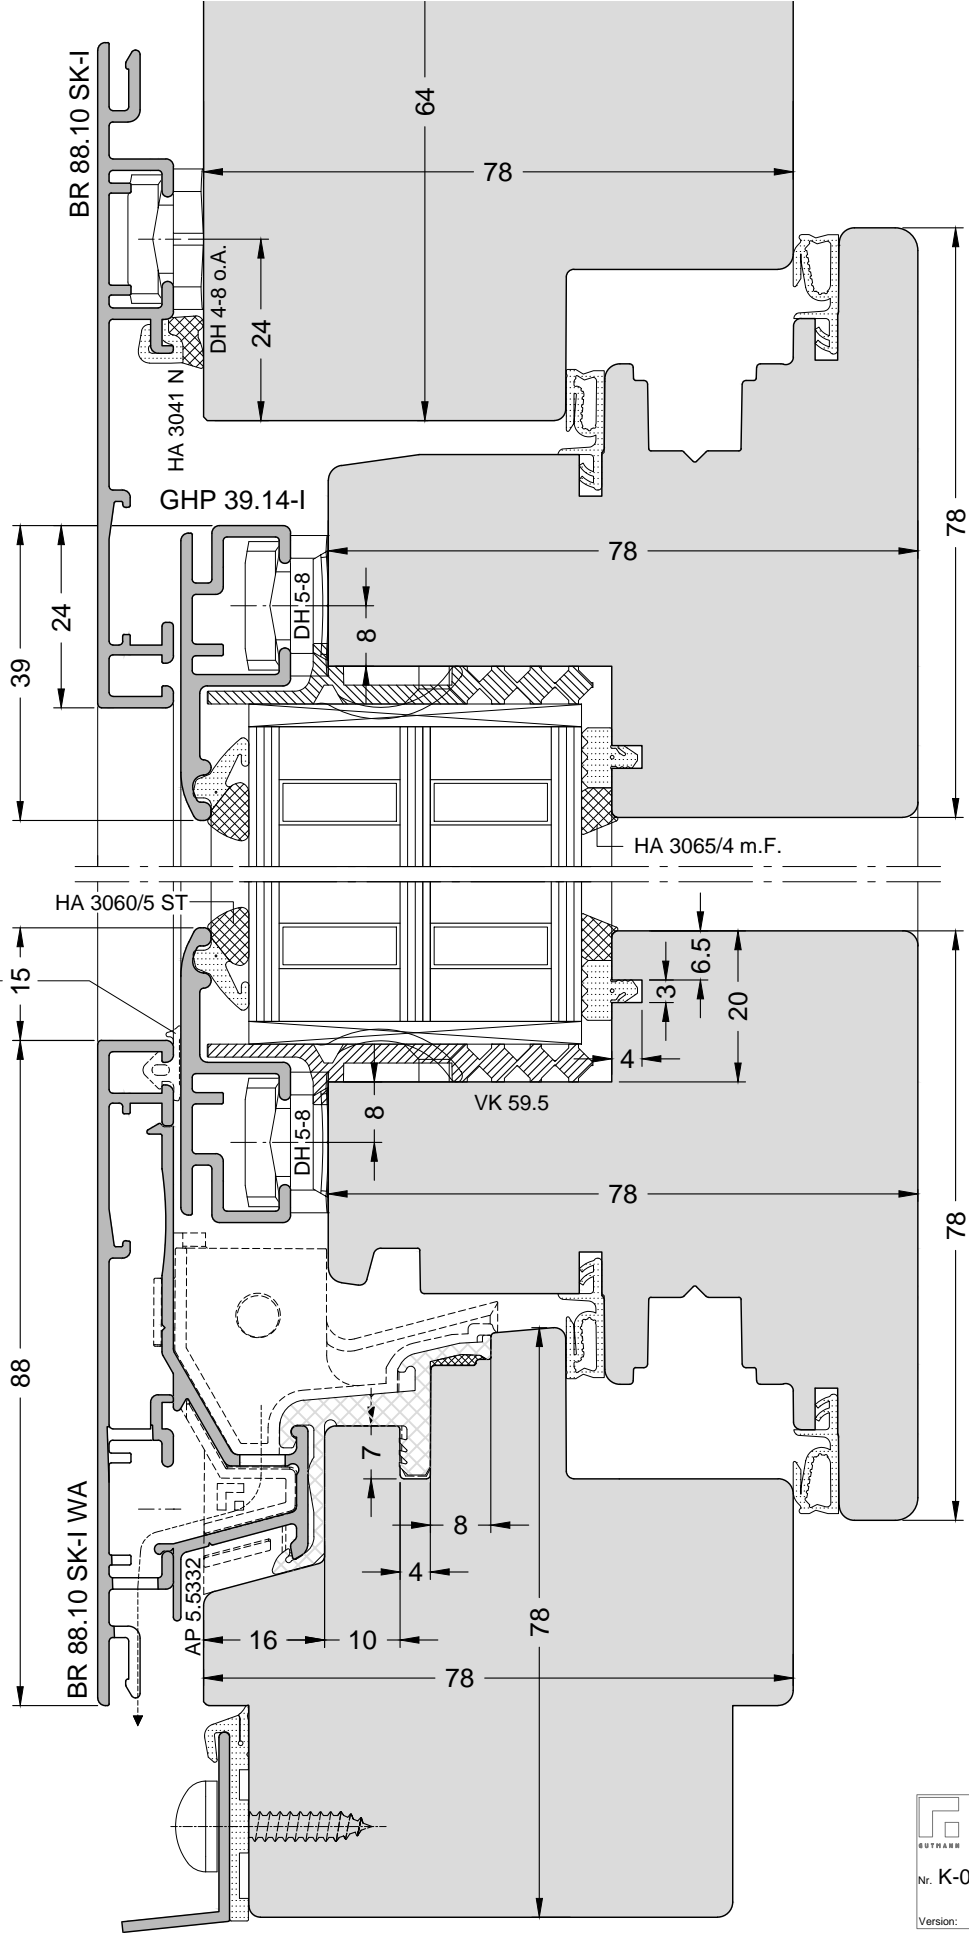 BR 88.10 SK-I
64
78
DH 4-8 o.A.
24
HA 3041 N
GHP 39.14-I
78
78
39
24
DH 5-8
8
HA 3065/4 m.F.
HA 3060/5 ST
15
6.5
3
20
4
8
VK 59.5
DH 5-8
78
78
88
7
8
4
BR 88.10 SK-I WA
AP 5.5332
16
10
78
78
GUTMANN
Nr. K-0
Version: